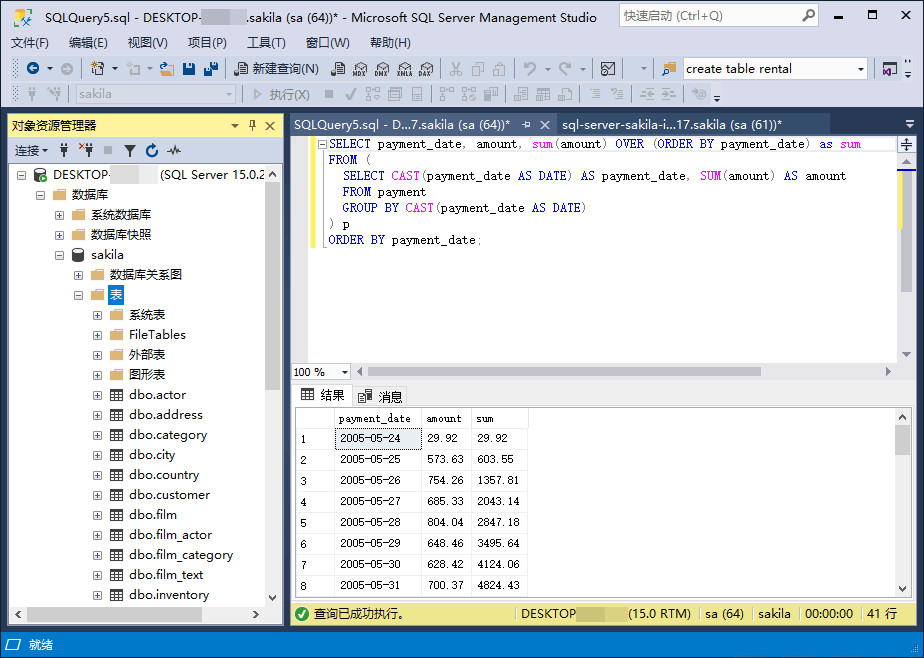 SQLQuery5.sql - DESKTOP- .sakila (sa (64))* - Microsoft SQL Server Management Studio
快速启动 (Ctrl+Q)
文件(F) 编辑(E) 视图(V) 项目(P) 工具(T) 窗口(W) 帮助(H)
新建查询(N) MDX DMX XMLA DAX create table rental
sakila 执行(X)
对象资源管理器
连接
DESKTOP- (SQL Server 15.0.2
数据库
系统数据库
数据库快照
sakila
数据库关系图
表
系统表
FileTables
外部表
图形表
dbo.actor
dbo.address
dbo.category
dbo.city
dbo.country
dbo.customer
dbo.film
dbo.film_actor
dbo.film_category
dbo.film_text
dbo.inventory
SQLQuery5.sql - D...7.sakila (sa (64))* sql-server-sakila-i...17.sakila (sa (61))*
SELECT payment_date, amount, sum(amount) OVER (ORDER BY payment_date) as sum
FROM (
SELECT CAST(payment_date AS DATE) AS payment_date, SUM(amount) AS amount
FROM payment
GROUP BY CAST(payment_date AS DATE)
) p
ORDER BY payment_date;
100 %
结果 消息
payment_date amount sum
1 2005-05-24 29.92 29.92
2 2005-05-25 573.63 603.55
3 2005-05-26 754.26 1357.81
4 2005-05-27 685.33 2043.14
5 2005-05-28 804.04 2847.18
6 2005-05-29 648.46 3495.64
7 2005-05-30 628.42 4124.06
8 2005-05-31 700.37 4824.43
查询已成功执行。 DESKTOP (15.0 RTM) sa (64) sakila 00:00:00 41 行
就绪